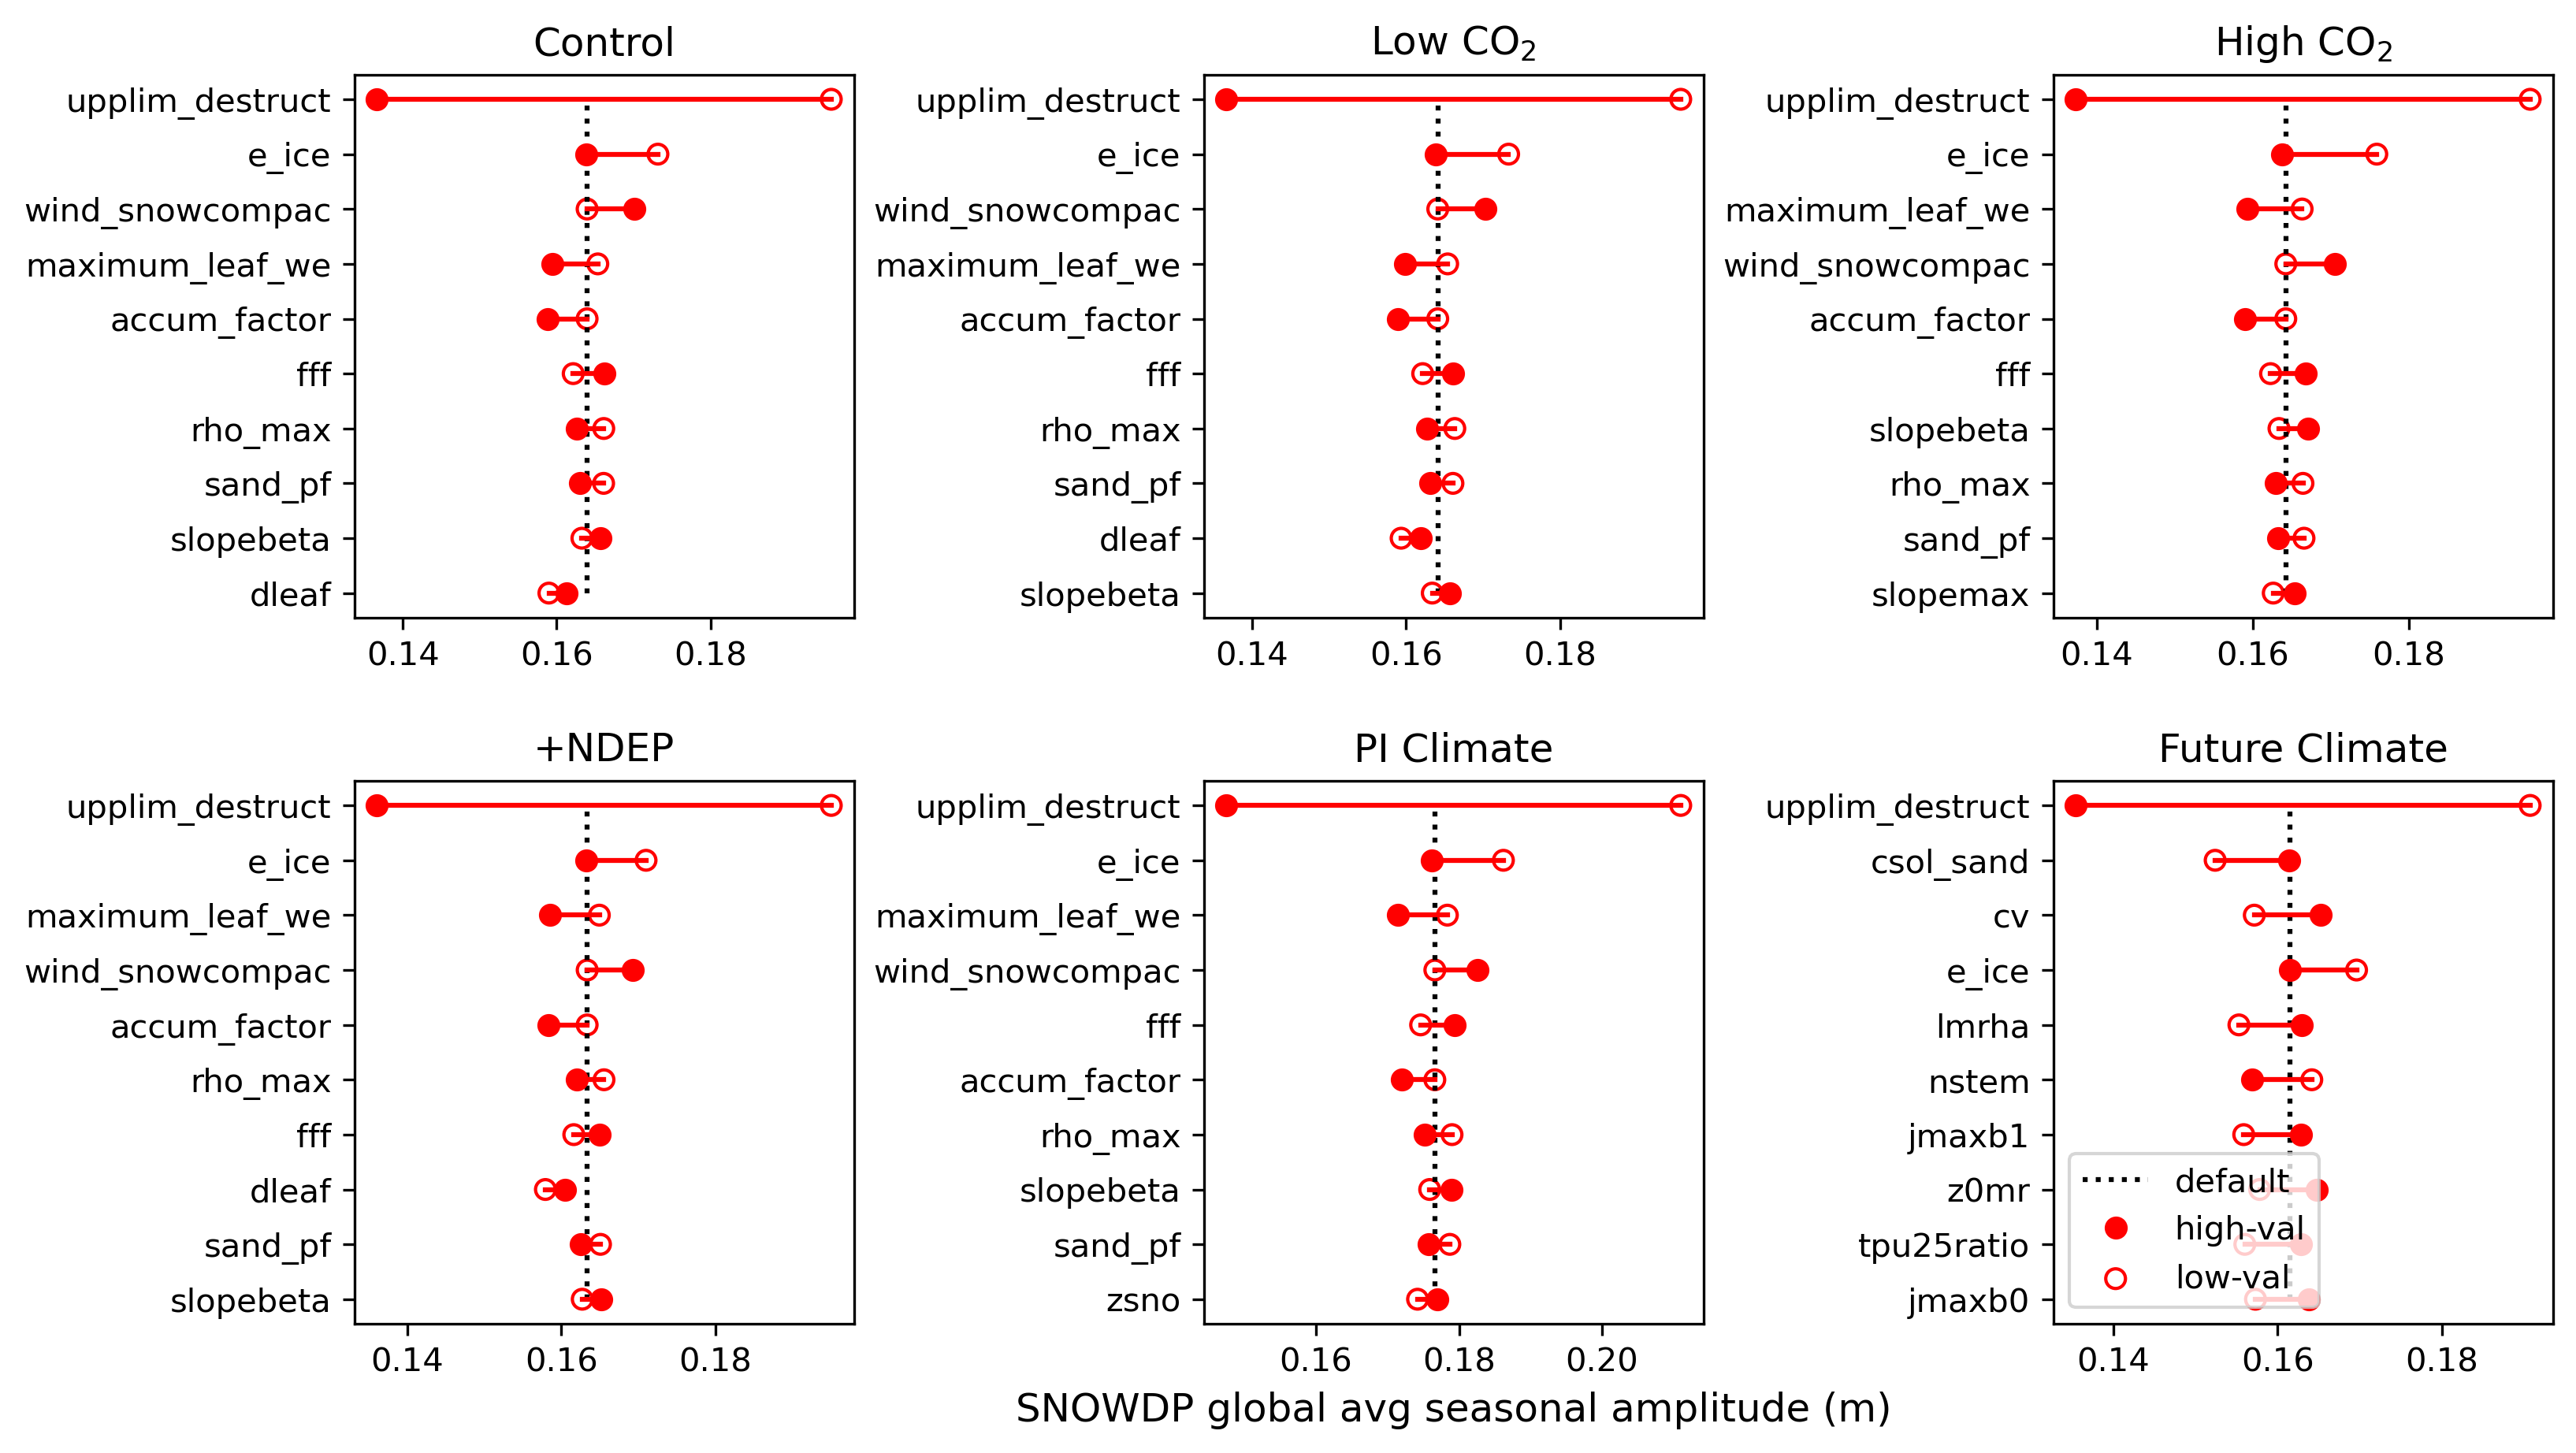 Control
upplim_destruct
e_ice
wind_snowcompac
maximum_leaf_we
accum_factor
fff
rho_max
sand_pf
slopebeta
dleaf
0.14 0.16 0.18
Low CO₂
upplim_destruct
e_ice
wind_snowcompac
maximum_leaf_we
accum_factor
fff
rho_max
sand_pf
dleaf
slopebeta
0.14 0.16 0.18
High CO₂
upplim_destruct
e_ice
maximum_leaf_we
wind_snowcompac
accum_factor
fff
slopebeta
rho_max
sand_pf
slopemax
0.14 0.16 0.18
+NDEP
upplim_destruct
e_ice
maximum_leaf_we
wind_snowcompac
accum_factor
rho_max
fff
dleaf
sand_pf
slopebeta
0.14 0.16 0.18
PI Climate
upplim_destruct
e_ice
maximum_leaf_we
wind_snowcompac
fff
accum_factor
rho_max
slopebeta
sand_pf
zsno
0.16 0.18 0.20
Future Climate
upplim_destruct
csol_sand
cv
e_ice
lmrha
nstem
jmaxb1
z0mr
tpu25ratio
jmaxb0
default
high-val
low-val
0.14 0.16 0.18
SNOWDP global avg seasonal amplitude (m)